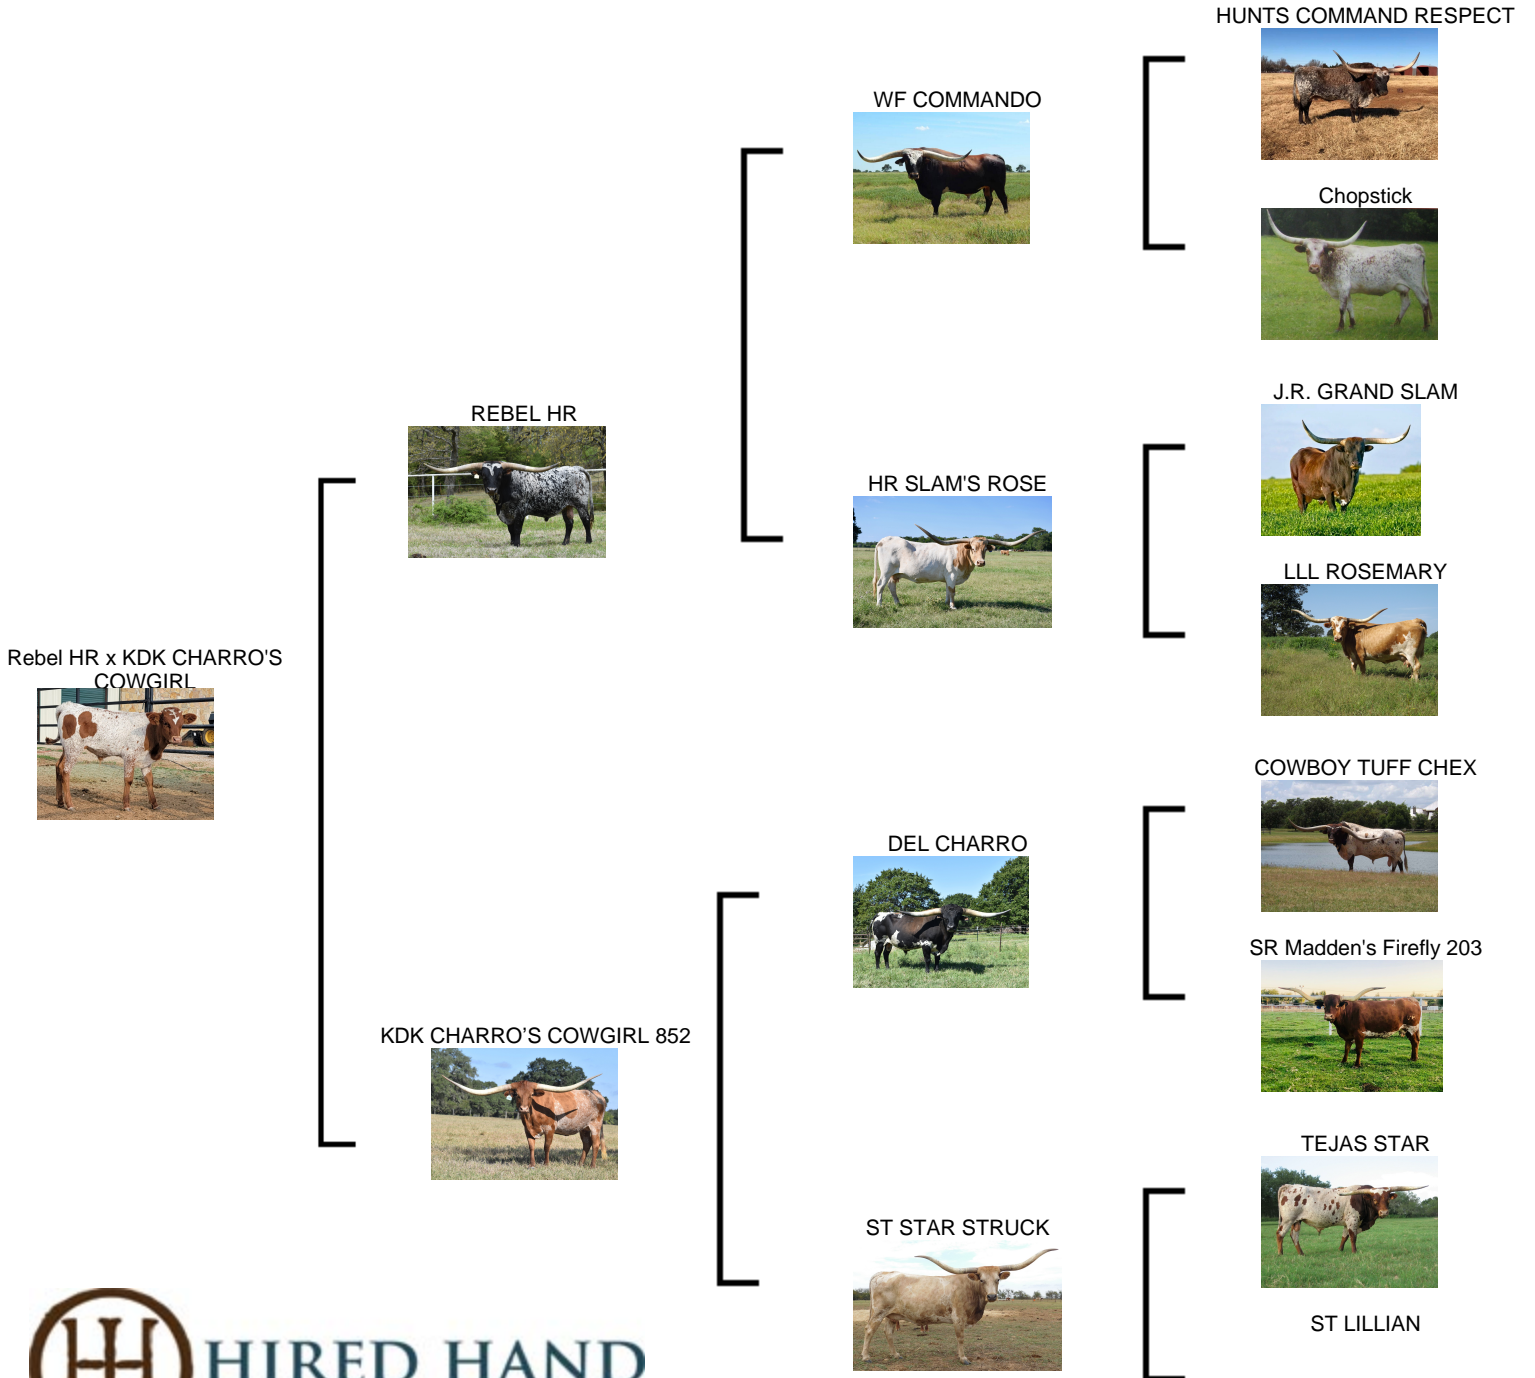 HUNTS COMMAND RESPECT
WF COMMANDO
Chopstick
J.R. GRAND SLAM
REBEL HR
HR SLAM'S ROSE
LLL ROSEMARY
Rebel HR x KDK CHARRO'S
COWGIRL
COWBOY TUFF CHEX
DEL CHARRO
SR Madden's Firefly 203
KDK CHARRO’S COWGIRL 852
TEJAS STAR
ST STAR STRUCK
ST LILLIAN
HIRED HAND